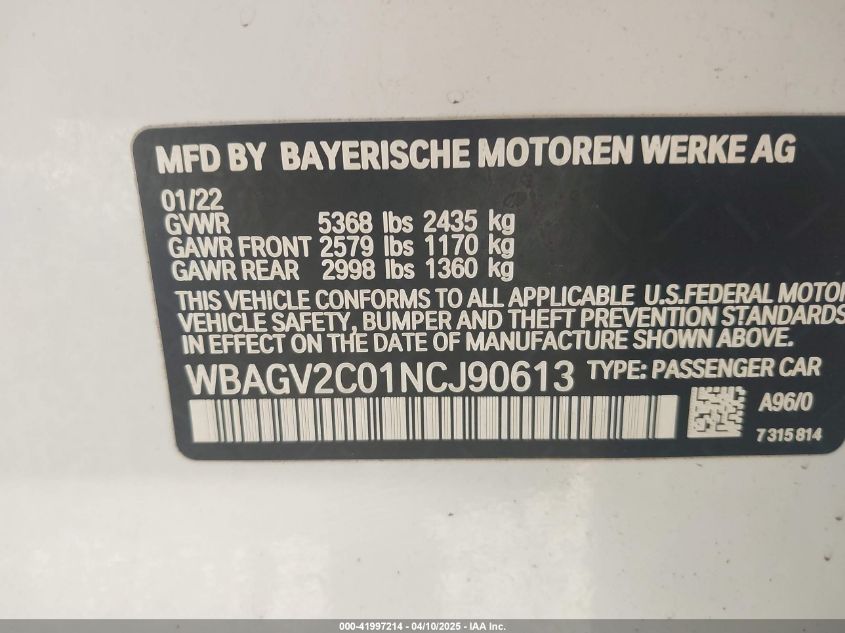 MFD BY BAYERISCHE MOTOREN WERKE AG
01/22
GVWR 5368 lbs 2435 kg
GAWR FRONT 2579 lbs 1170 kg
GAWR REAR 2998 lbs 1360 kg
THIS VEHICLE CONFORMS TO ALL APPLICABLE U.S.FEDERAL MOTOR
VEHICLE SAFETY, BUMPER AND THEFT PREVENTION STANDARDS
IN EFFECT ON THE DATE OF MANUFACTURE SHOWN ABOVE.
WBAGV2C01NCJ90613 TYPE: PASSENGER CAR
A96/0
7315814
000-41997214 - 04/10/2025 - IAA Inc.